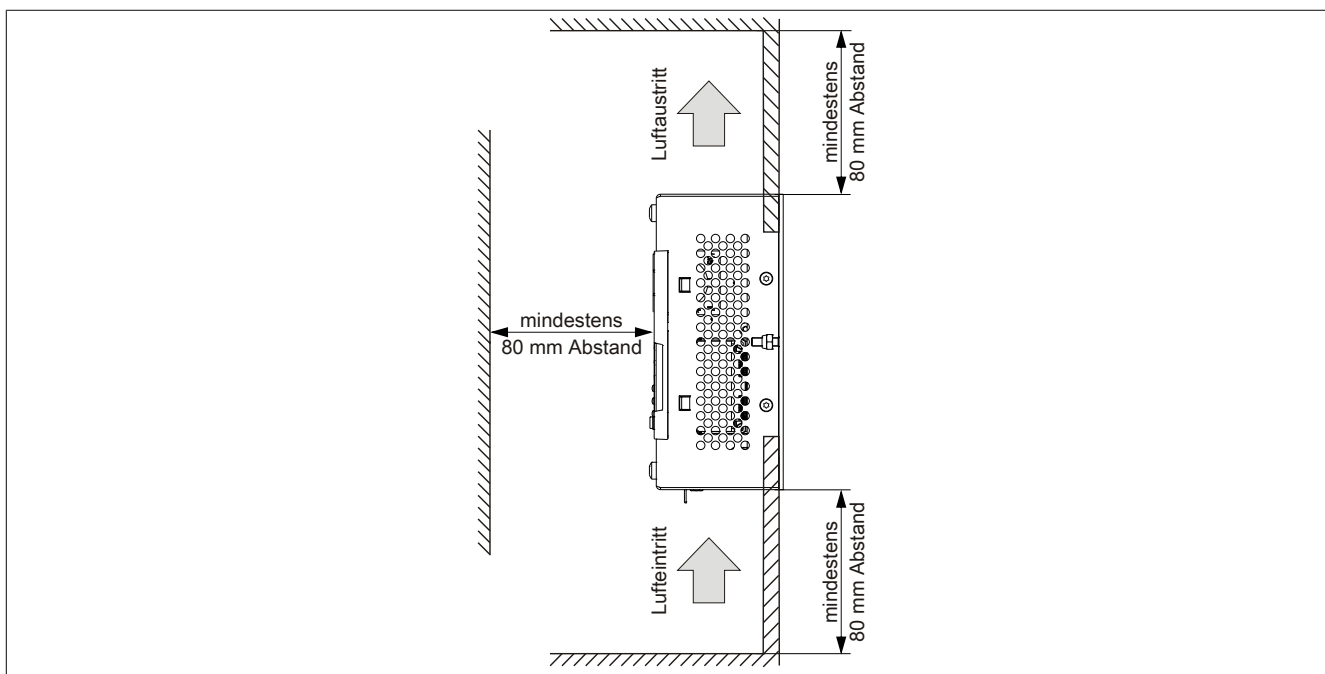 Luftaustritt
mindestens
80 mm Abstand
mindestens
80 mm Abstand
Lufteintritt
mindestens
80 mm Abstand